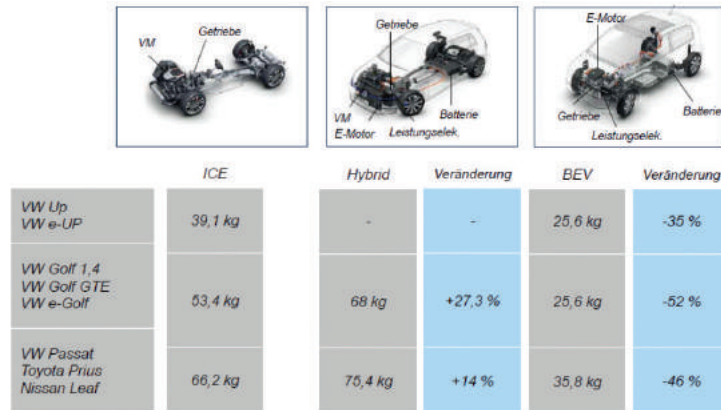 VM
Getriebe
Getriebe
VM
E-Motor
Batterie
Leistungselek.
E-Motor
Getriebe
Batterie
Leistungselek.
ICE
Hybrid
Veränderung
BEV
Veränderung
VW Up
VW e-UP
39,1 kg
-
-
25,6 kg
-35 %
VW Golf 1,4
VW Golf GTE
VW e-Golf
53,4 kg
68 kg
+27,3 %
25,6 kg
-52 %
VW Passat
Toyota Prius
Nissan Leaf
66,2 kg
75,4 kg
+14 %
35,8 kg
-46 %